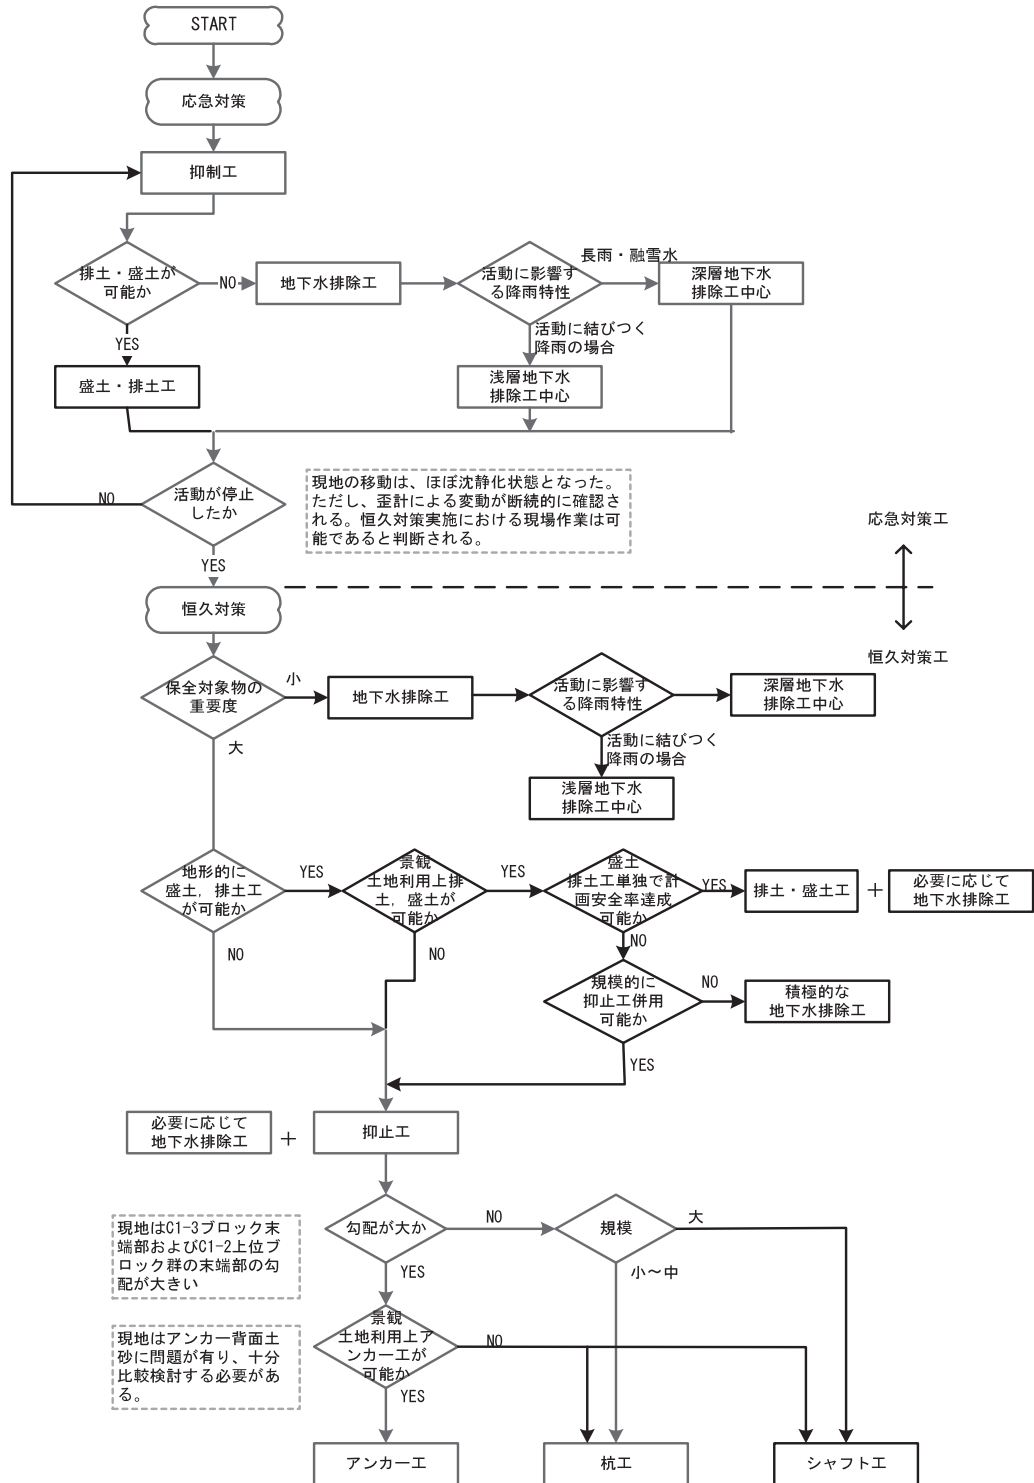 START
応急対策
抑制工
排土・盛土が
可能か
NO
地下水排除工
活動に影響す
る降雨特性
長雨・融雪水
深層地下水
排除工中心
YES
活動に結びつく
降雨の場合
盛土・排土工
浅層地下水
排除工中心
活動が停止
したか
NO
現地の移動は、ほぼ沈静化状態となった。
ただし、歪計による変動が断続的に確認さ
れる。恒久対策実施における現場作業は可
能であると判断される。
YES
応急対策工
恒久対策
恒久対策工
保全対象物の
重要度
小
地下水排除工
活動に影響す
る降雨特性
深層地下水
排除工中心
大
活動に結びつく
降雨の場合
浅層地下水
排除工中心
地形的に
盛土，排土工
が可能か
YES
景観
土地利用上排
土，盛土が
可能か
YES
盛土
排土工単独で計
画安全率達成
可能か
YES
排土・盛土工
＋
必要に応じて
地下水排除工
NO
NO
NO
規模的に
抑止工併用
可能か
NO
積極的な
地下水排除工
YES
必要に応じて
地下水排除工
＋
抑止工
勾配が大か
NO
規模
大
現地はC1-3ブロック末
端部およびC1-2上位ブ
ロック群の末端部の勾
配が大きい
YES
小～中
景観
土地利用上ア
ンカー工が
可能か
NO
現地はアンカー背面土
砂に問題が有り、十分
比較検討する必要があ
る。
YES
アンカー工
杭工
シャフト工